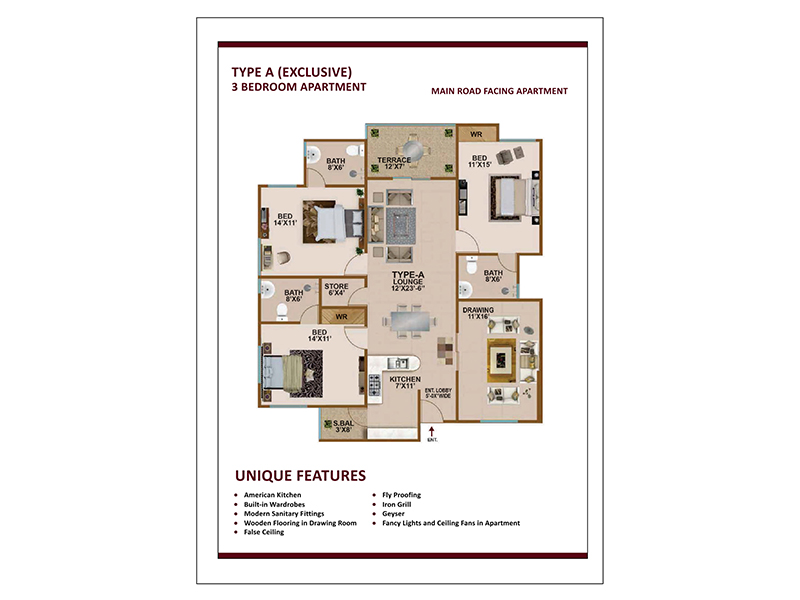 TYPE A (EXCLUSIVE)
3 BEDROOM APARTMENT
MAIN ROAD FACING APARTMENT
WR
TERRACE
12'X7'
BATH
8'X6'
BED
11'X15'
BED
14'X11'
TYPE-A
LOUNGE
12'X23'-6"
BATH
8'X6'
STORE
6'X4'
BATH
8'X6'
WR
DRAWING
11'X16'
BED
14'X11'
KITCHEN
7'X11'
ENT. LOBBY
5'-0X"WIDE
S.BAL
3'X8'
ENT.
UNIQUE FEATURES
• American Kitchen
• Built-in Wardrobes
• Modern Sanitary Fittings
• Wooden Flooring in Drawing Room
• False Ceiling
• Fly Proofing
• Iron Grill
• Geyser
• Fancy Lights and Ceiling Fans in Apartment